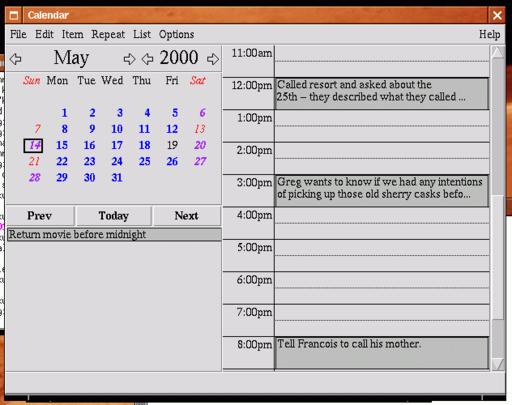 Calendar
File Edit Item Repeat List Options Help
May 2000
Sun Mon Tue Wed Thu Fri Sat
1 2 3 4 5 6
7 8 9 10 11 12 13
14 15 16 17 18 19 20
21 22 23 24 25 26 27
28 29 30 31
Prev Today Next
Return movie before midnight
11:00am
12:00pm Called resort and asked about the
25th – they described what they called ...
1:00pm
2:00pm
3:00pm Greg wants to know if we had any intentions
of picking up those old sherry casks befo...
4:00pm
5:00pm
6:00pm
7:00pm
8:00pm Tell Francois to call his mother.